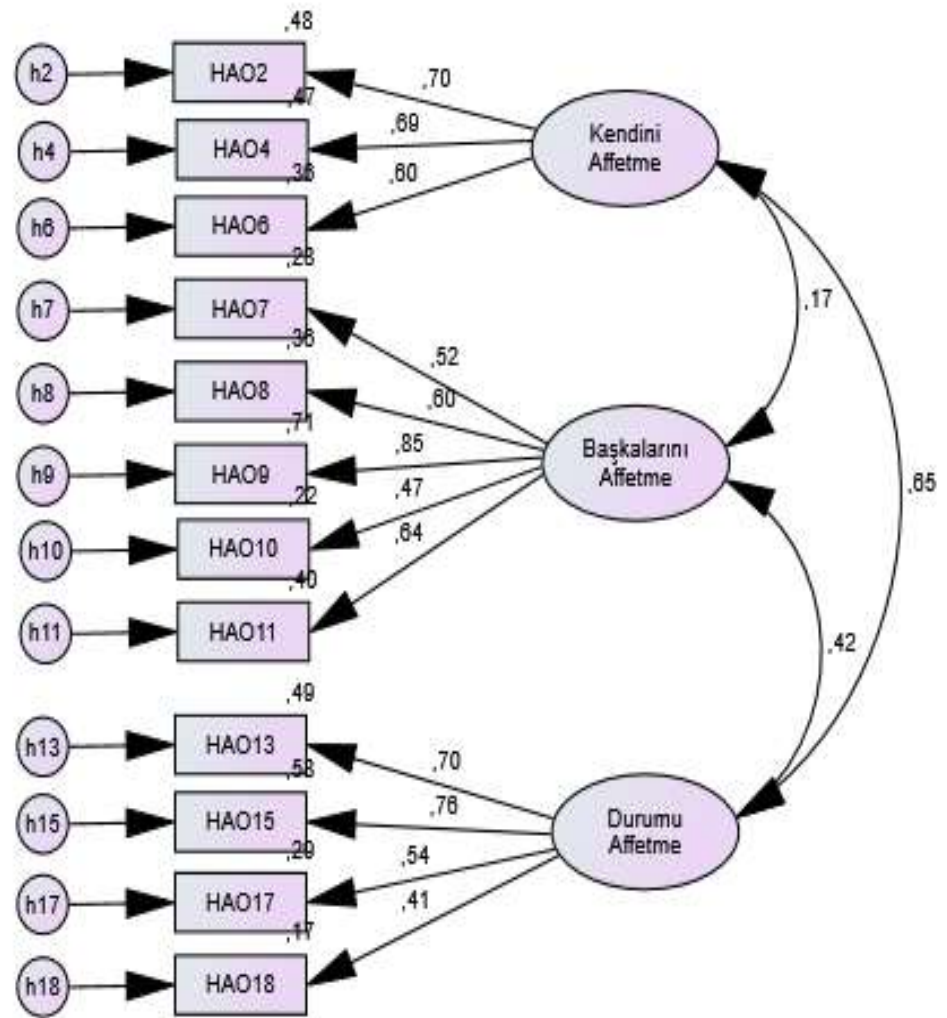 ,48
h2
HAO2
,70
,47
h4
HAO4
,69
Kendini
Affetme
,36
h6
HAO6
,60
,28
h7
HAO7
,17
,36
h8
HAO8
,52
,60
,71
h9
HAO9
,85
Başkalarını
Affetme
,65
,22
h10
HAO10
,47
,64
,40
h11
HAO11
,42
,49
h13
HAO13
,70
,58
h15
HAO15
,76
Durumu
Affetme
,29
h17
HAO17
,54
,41
,17
h18
HAO18